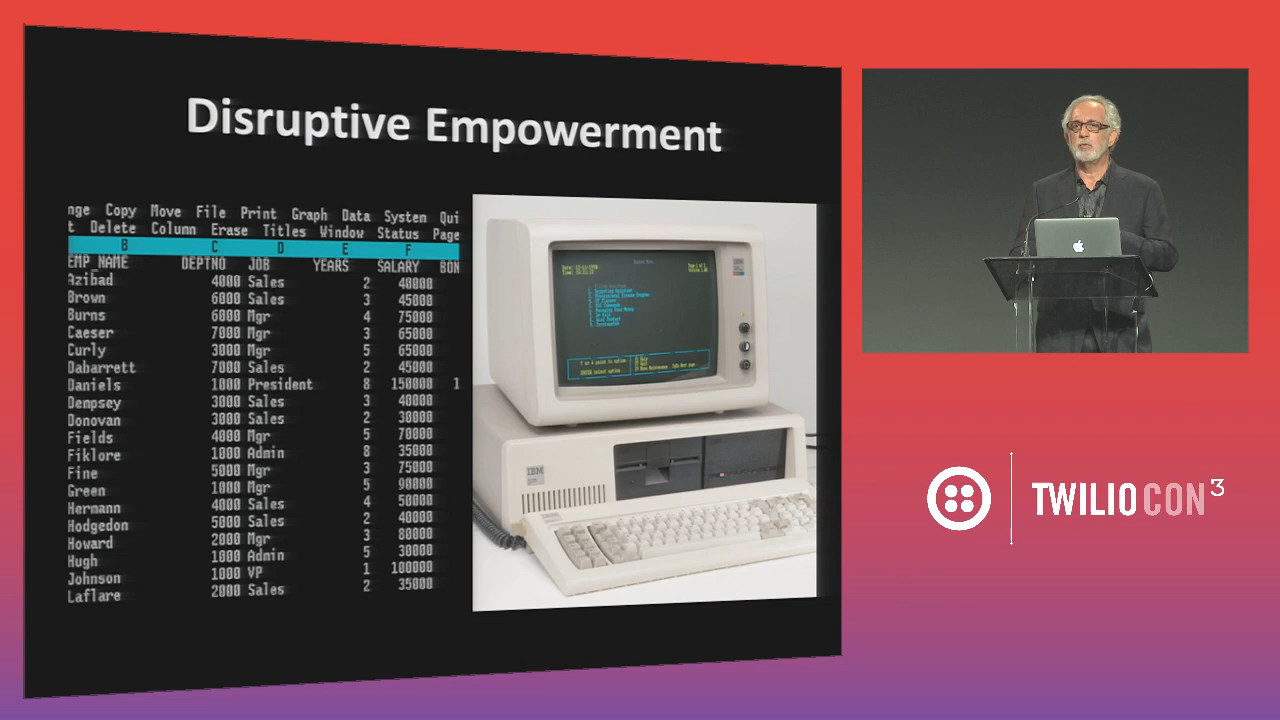 Disruptive Empowerment
nge Copy Move File Print Graph Data System Qui
t Delete Column Erase Titles Window Status Page
B C D E F
EMP NAME DEPTNO JOB YEARS SALARY BON
Azibad 4000 Sales 2 40000
Brown 6000 Sales 3 45000
Burns 6000 Mgr 4 75000
Caeser 7000 Mgr 3 65000
Curly 3000 Mgr 5 65000
Dabarrett 7000 Sales 2 45000
Daniels 1000 President 8 150000 1
Dempsey 3000 Sales 3 40000
Donovan 3000 Sales 2 30000
Fields 4000 Mgr 5 70000
Fiklore 1000 Admin 8 35000
Fine 5000 Mgr 3 75000
Green 1000 Mgr 5 90000
Hermann 4000 Sales 4 50000
Hodgedon 5000 Sales 2 40000
Howard 2000 Mgr 3 80000
Hugh 1000 Admin 5 30000
Johnson 1000 VP 1 100000
Laflare 2000 Sales 2 35000
IBM
IBM
TWILIOCON3